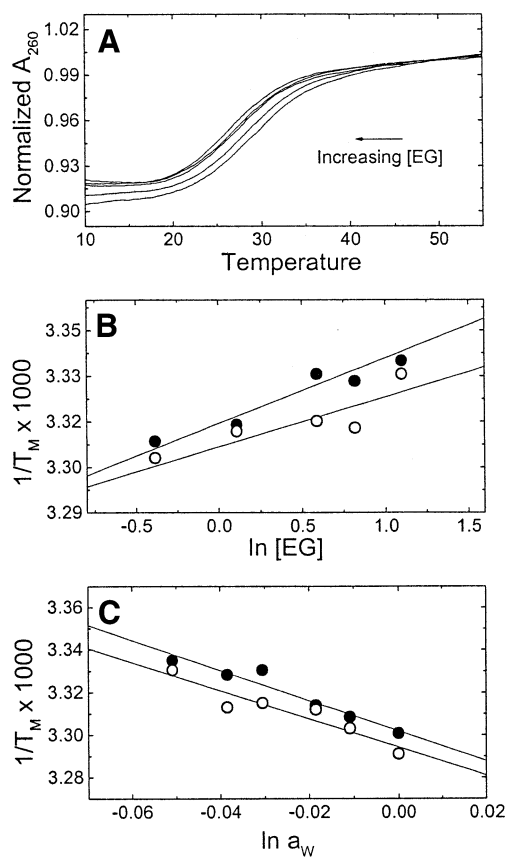 A
Normalized A260
1.02
0.99
0.96
0.93
0.90
Increasing [EG]
10 20 30 40 50
Temperature
B
1/TM x 1000
3.35
3.33
3.32
3.30
3.29
-0.5 0.0 0.5 1.0 1.5
ln [EG]
C
1/TM x 1000
3.36
3.34
3.32
3.30
3.28
-0.06 -0.04 -0.02 0.00 0.02
ln aW